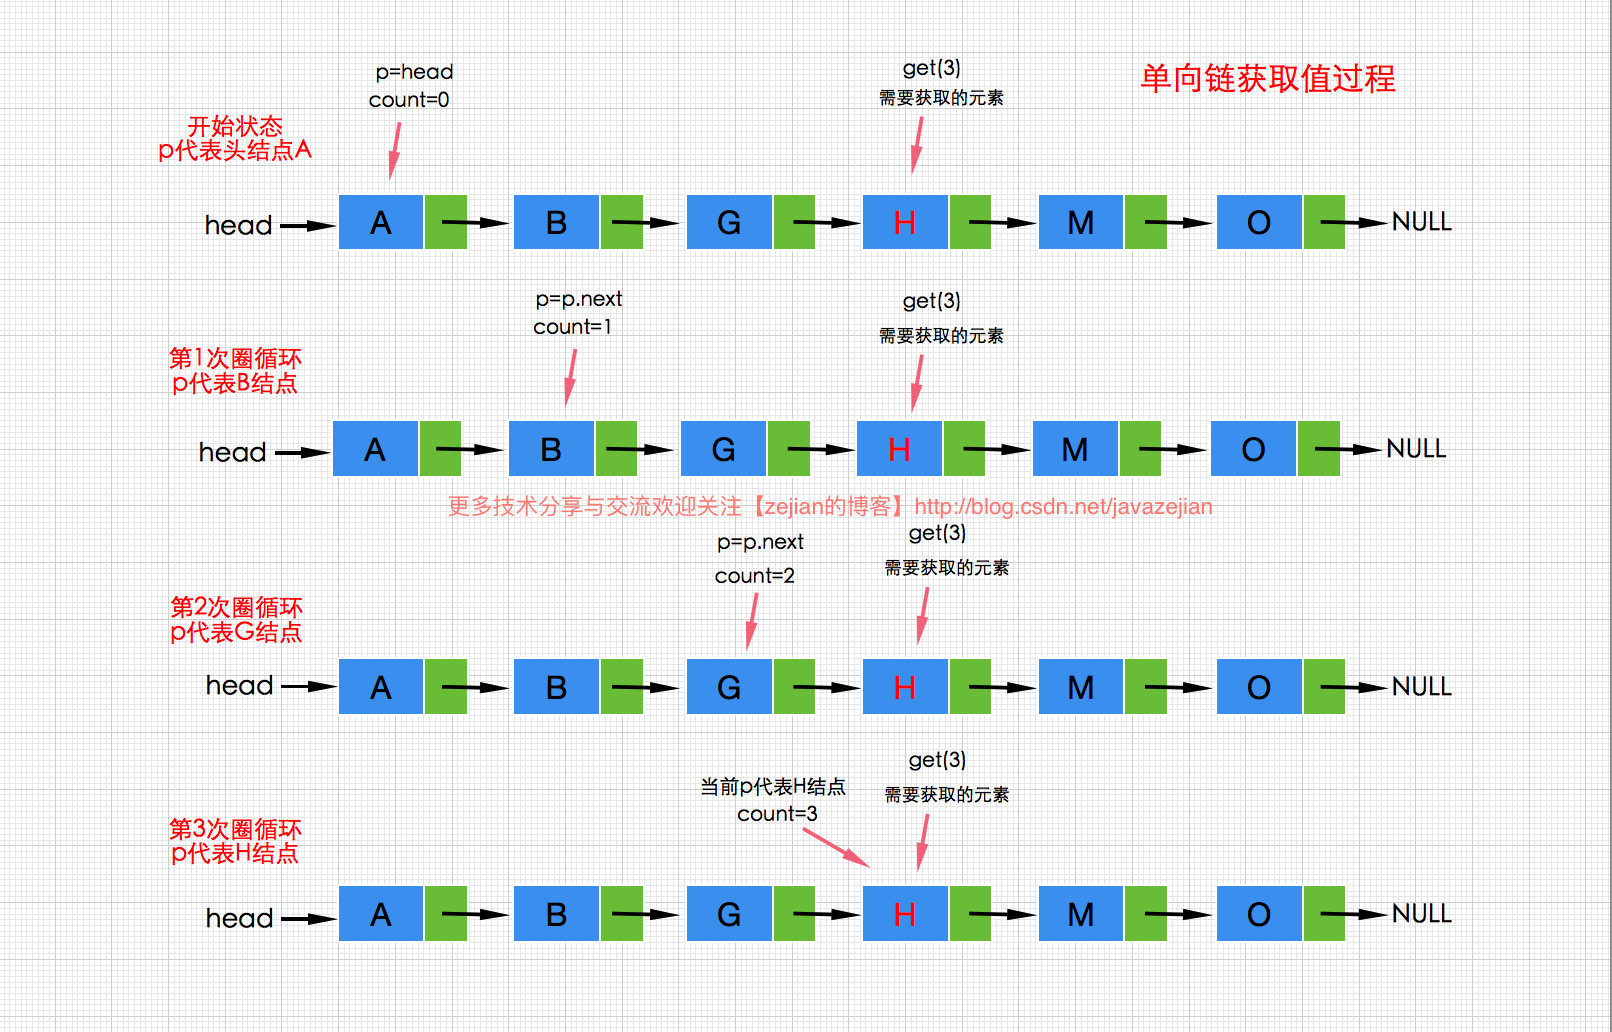 单向链获取值过程
p=head
count=0
get(3)
需要获取的元素
开始状态
p代表头结点A
head A B G H M O NULL
p=p.next
count=1
get(3)
需要获取的元素
第1次圈循环
p代表B结点
head A B G H M O NULL
更多技术分享与交流欢迎关注【zejian的博客】http://blog.csdn.net/javazejian
p=p.next
count=2
get(3)
需要获取的元素
第2次圈循环
p代表G结点
head A B G H M O NULL
当前p代表H结点
count=3
get(3)
需要获取的元素
第3次圈循环
p代表H结点
head A B G H M O NULL